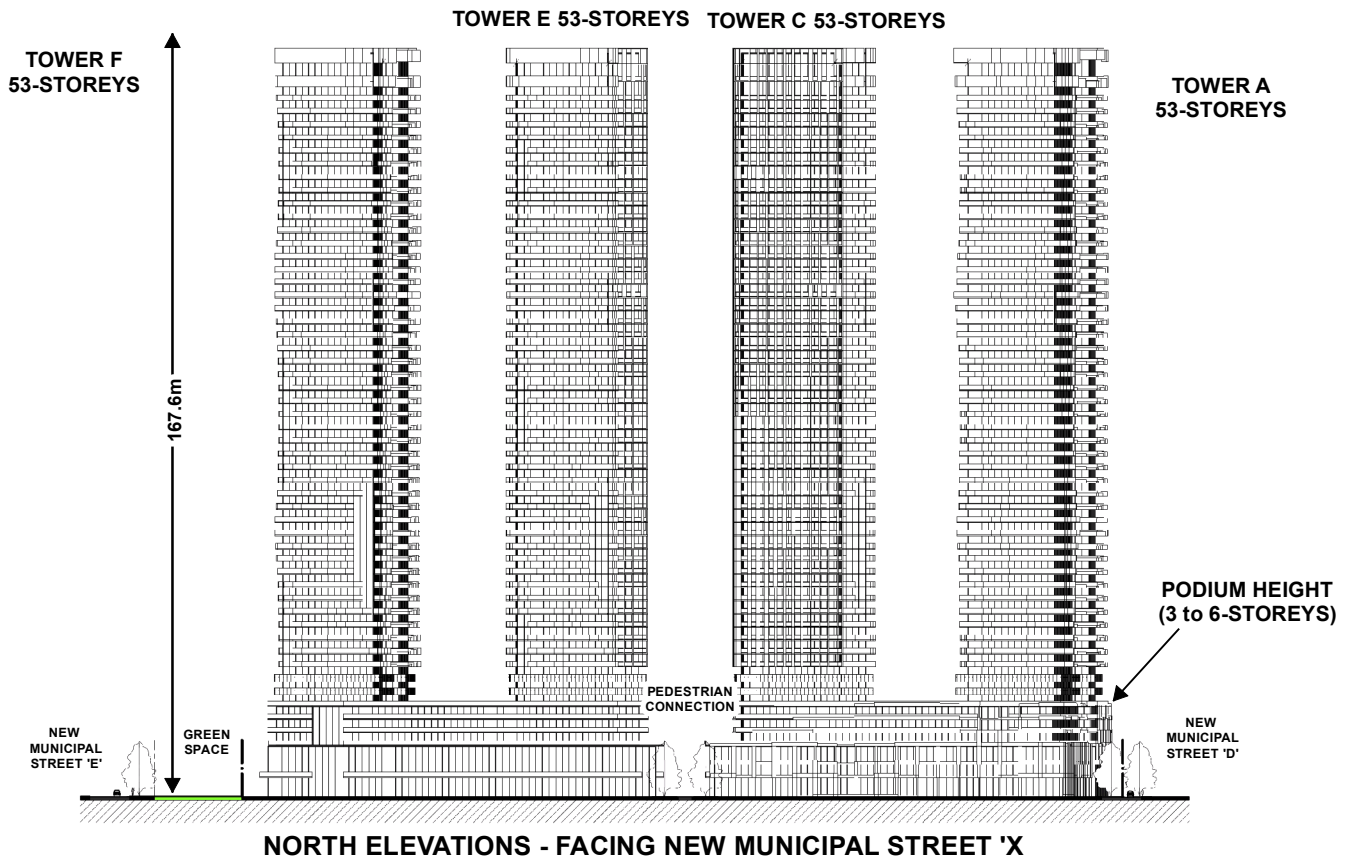 TOWER E 53-STOREYS
TOWER C 53-STOREYS
TOWER F
53-STOREYS
TOWER A
53-STOREYS
167.6m
PODIUM HEIGHT
(3 to 6-STOREYS)
PEDESTRIAN
CONNECTION
NEW
MUNICIPAL
STREET 'E'
GREEN
SPACE
NEW
MUNICIPAL
STREET 'D'
NORTH ELEVATIONS - FACING NEW MUNICIPAL STREET 'X